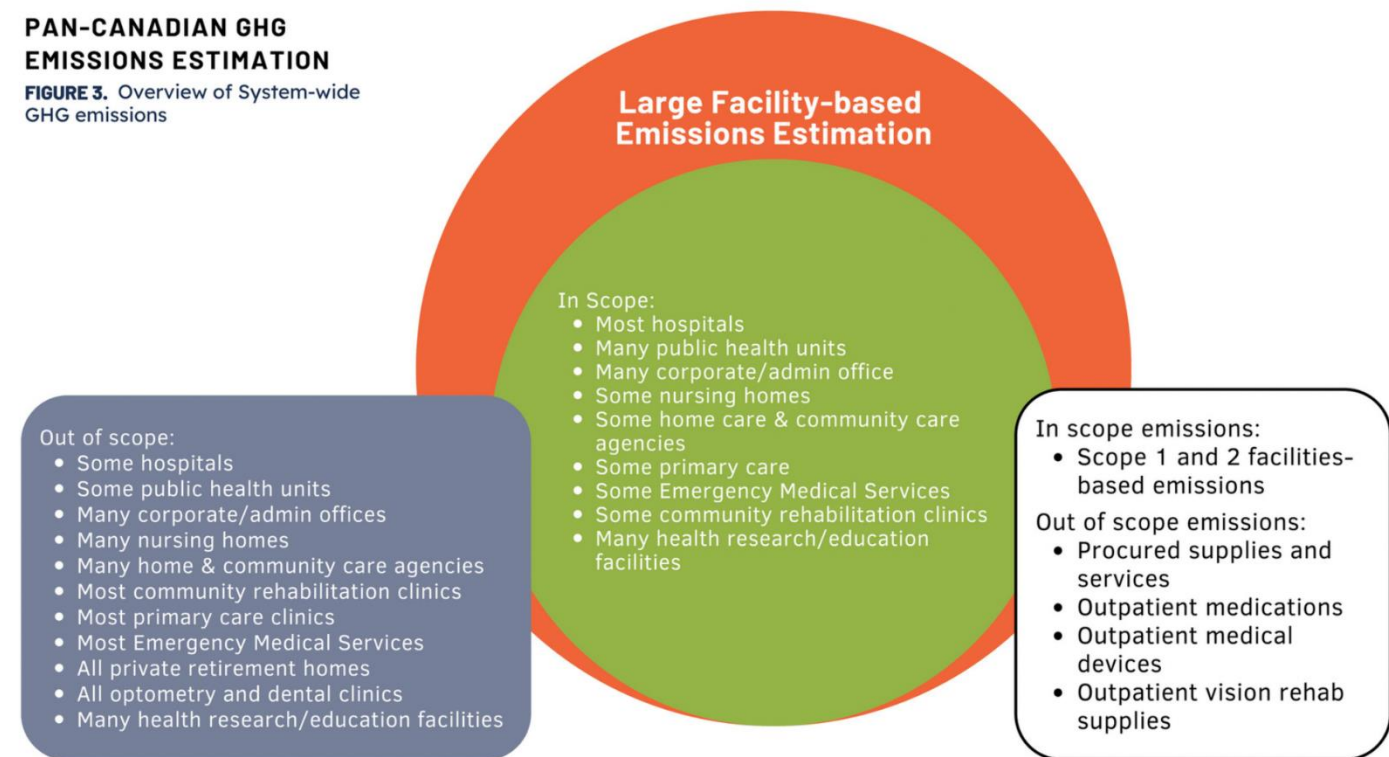 PAN-CANADIAN GHG
EMISSIONS ESTIMATION
FIGURE 3. Overview of System-wide
GHG emissions
Large Facility-based
Emissions Estimation
In Scope:
• Most hospitals
• Many public health units
• Many corporate/admin office
• Some nursing homes
• Some home care & community care
agencies
• Some primary care
• Some Emergency Medical Services
• Some community rehabilitation clinics
• Many health research/education
facilities
Out of scope:
• Some hospitals
• Some public health units
• Many corporate/admin offices
• Many nursing homes
• Many home & community care agencies
• Most community rehabilitation clinics
• Most primary care clinics
• Most Emergency Medical Services
• All private retirement homes
• All optometry and dental clinics
• Many health research/education facilities
In scope emissions:
• Scope 1 and 2 facilities-
based emissions
Out of scope emissions:
• Procured supplies and
services
• Outpatient medications
• Outpatient medical
devices
• Outpatient vision rehab
supplies